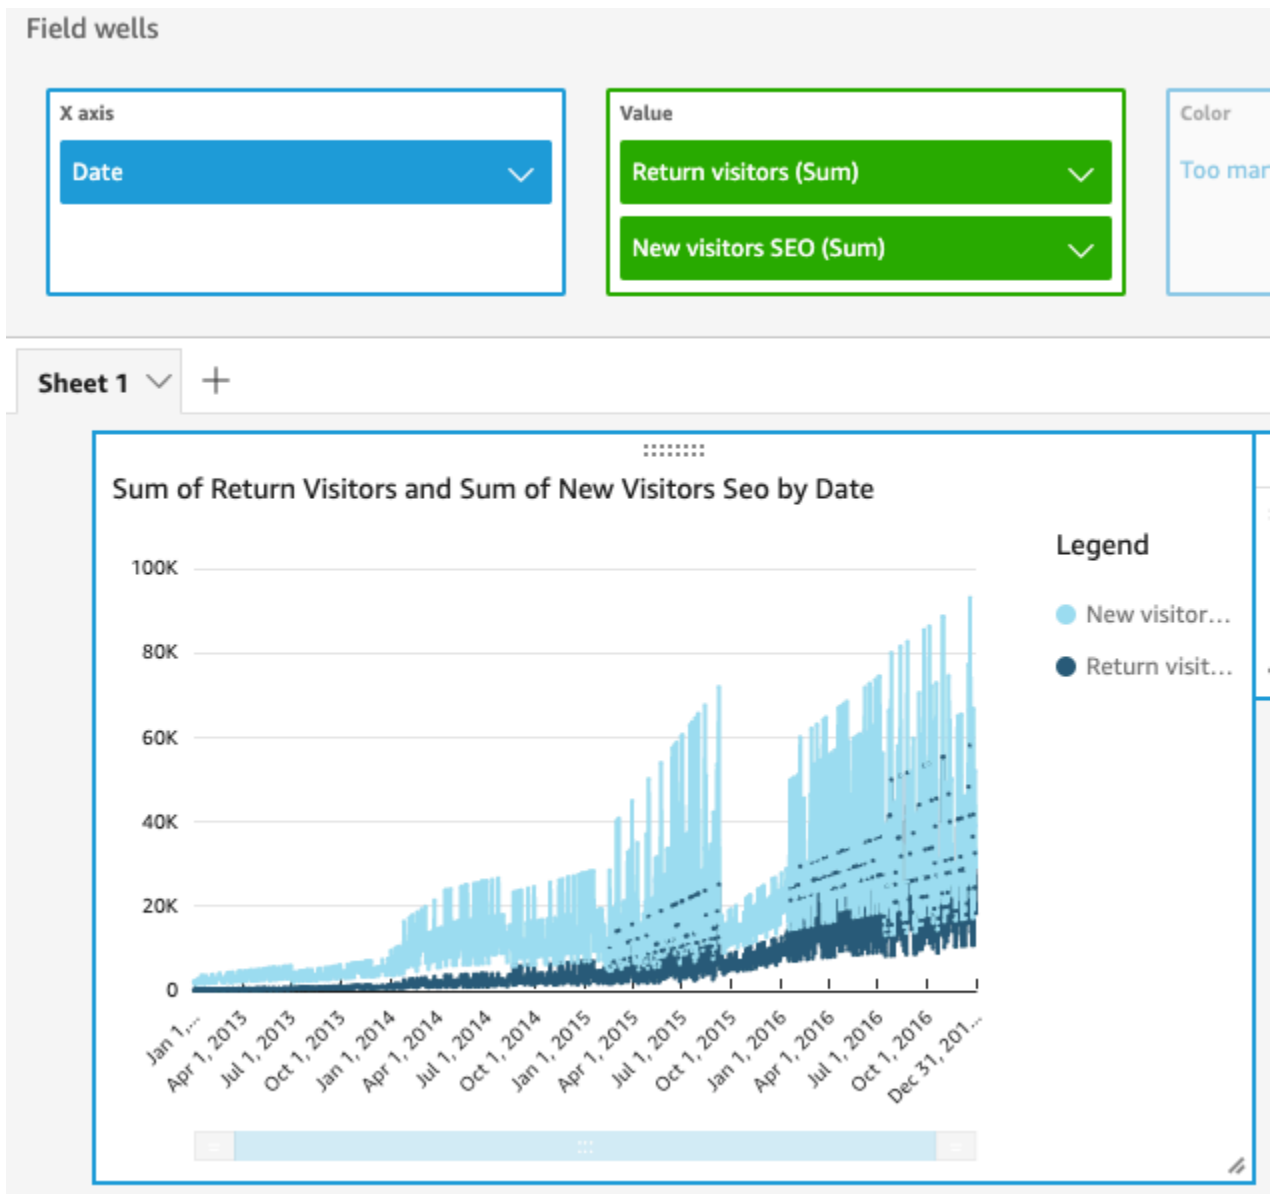 Field wells
X axis
Date
Value
Return visitors (Sum)
New visitors SEO (Sum)
Color
Too
Sheet 1
Sum of Return Visitors and Sum of New Visitors Seo by Date
Legend
New visitor...
Return visit...
100K
80K
60K
40K
20K
0
Jan 1,...
Apr 1, 2013
Jul 1, 2013
Oct 1, 2013
Jan 1, 2014
Apr 1, 2014
Jul 1, 2014
Oct 1, 2014
Jan 1, 2015
Apr 1, 2015
Jul 1, 2015
Oct 1, 2015
Jan 1, 2016
Apr 1, 2016
Jul 1, 2016
Oct 1, 2016
Dec 31, 201...